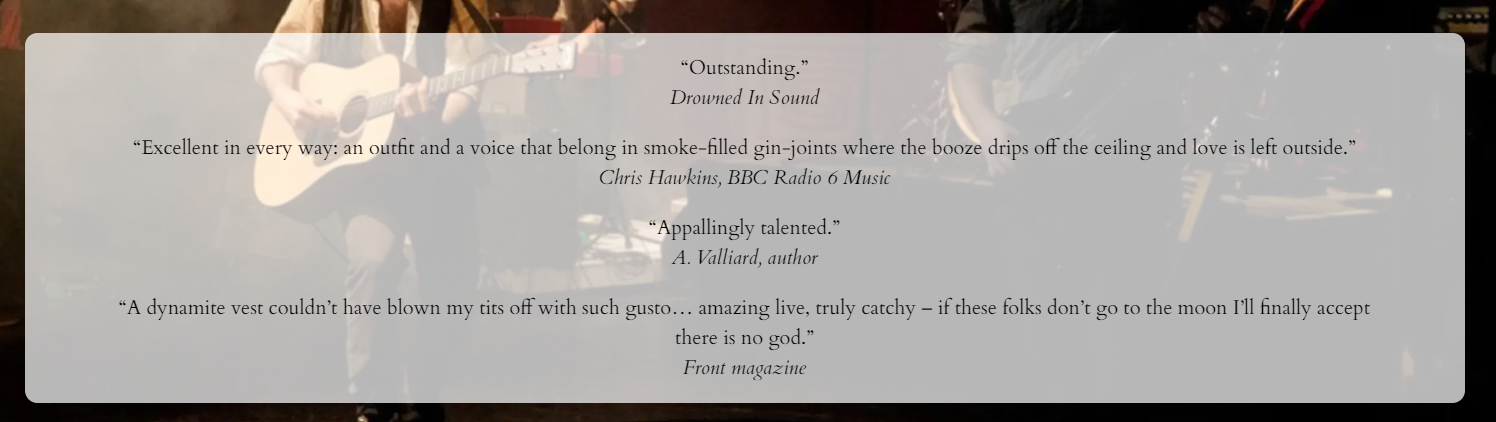 “Outstanding.”
Drowned In Sound
“Excellent in every way: an outfit and a voice that belong in smoke-filled gin-joints where the booze drips off the ceiling and love is left outside.”
Chris Hawkins, BBC Radio 6 Music
“Appallingly talented.”
A. Valliard, author
“A dynamite vest couldn’t have blown my tits off with such gusto… amazing live, truly catchy – if these folks don’t go to the moon I’ll finally accept
there is no god.”
Front magazine